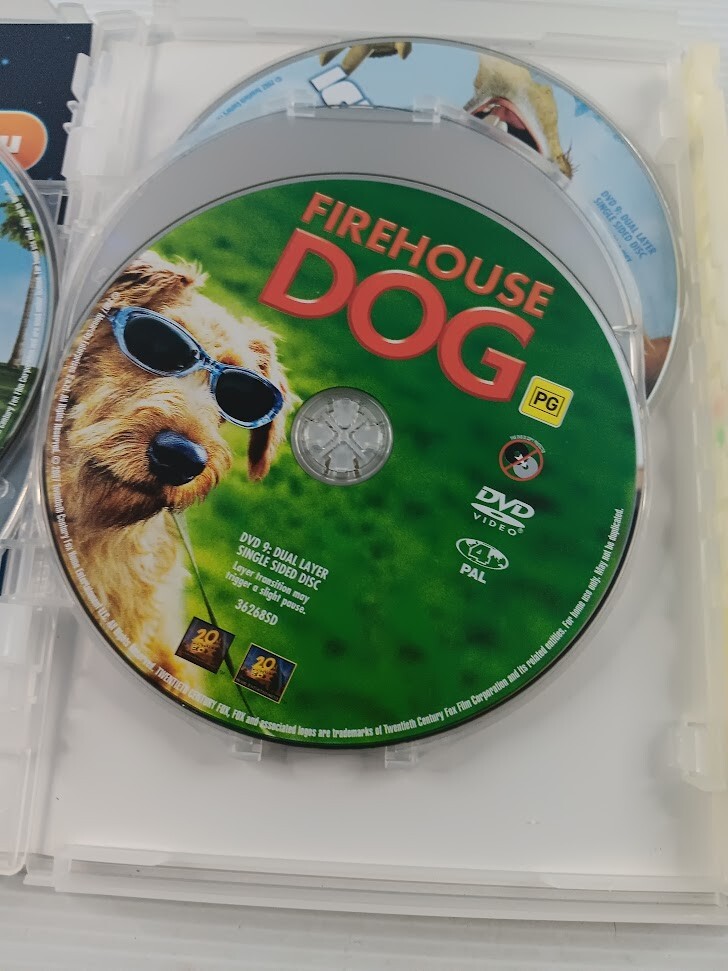 FIREHOUSE
DOG
PG
DVD
VIDEO
4
PAL
DVD 9: DUAL LAYER
SINGLE SIDED DISC
Layer transition may
trigger a slight pause.
36268SD
20
20
TWENTIETH CENTURY FOX, FOX and associated logos are trademarks of Twentieth Century Fox Film Corporation and its related entities. For home use only. May not be duplicated.
DVD 9: DUAL LAYER
SINGLE SIDED DISC